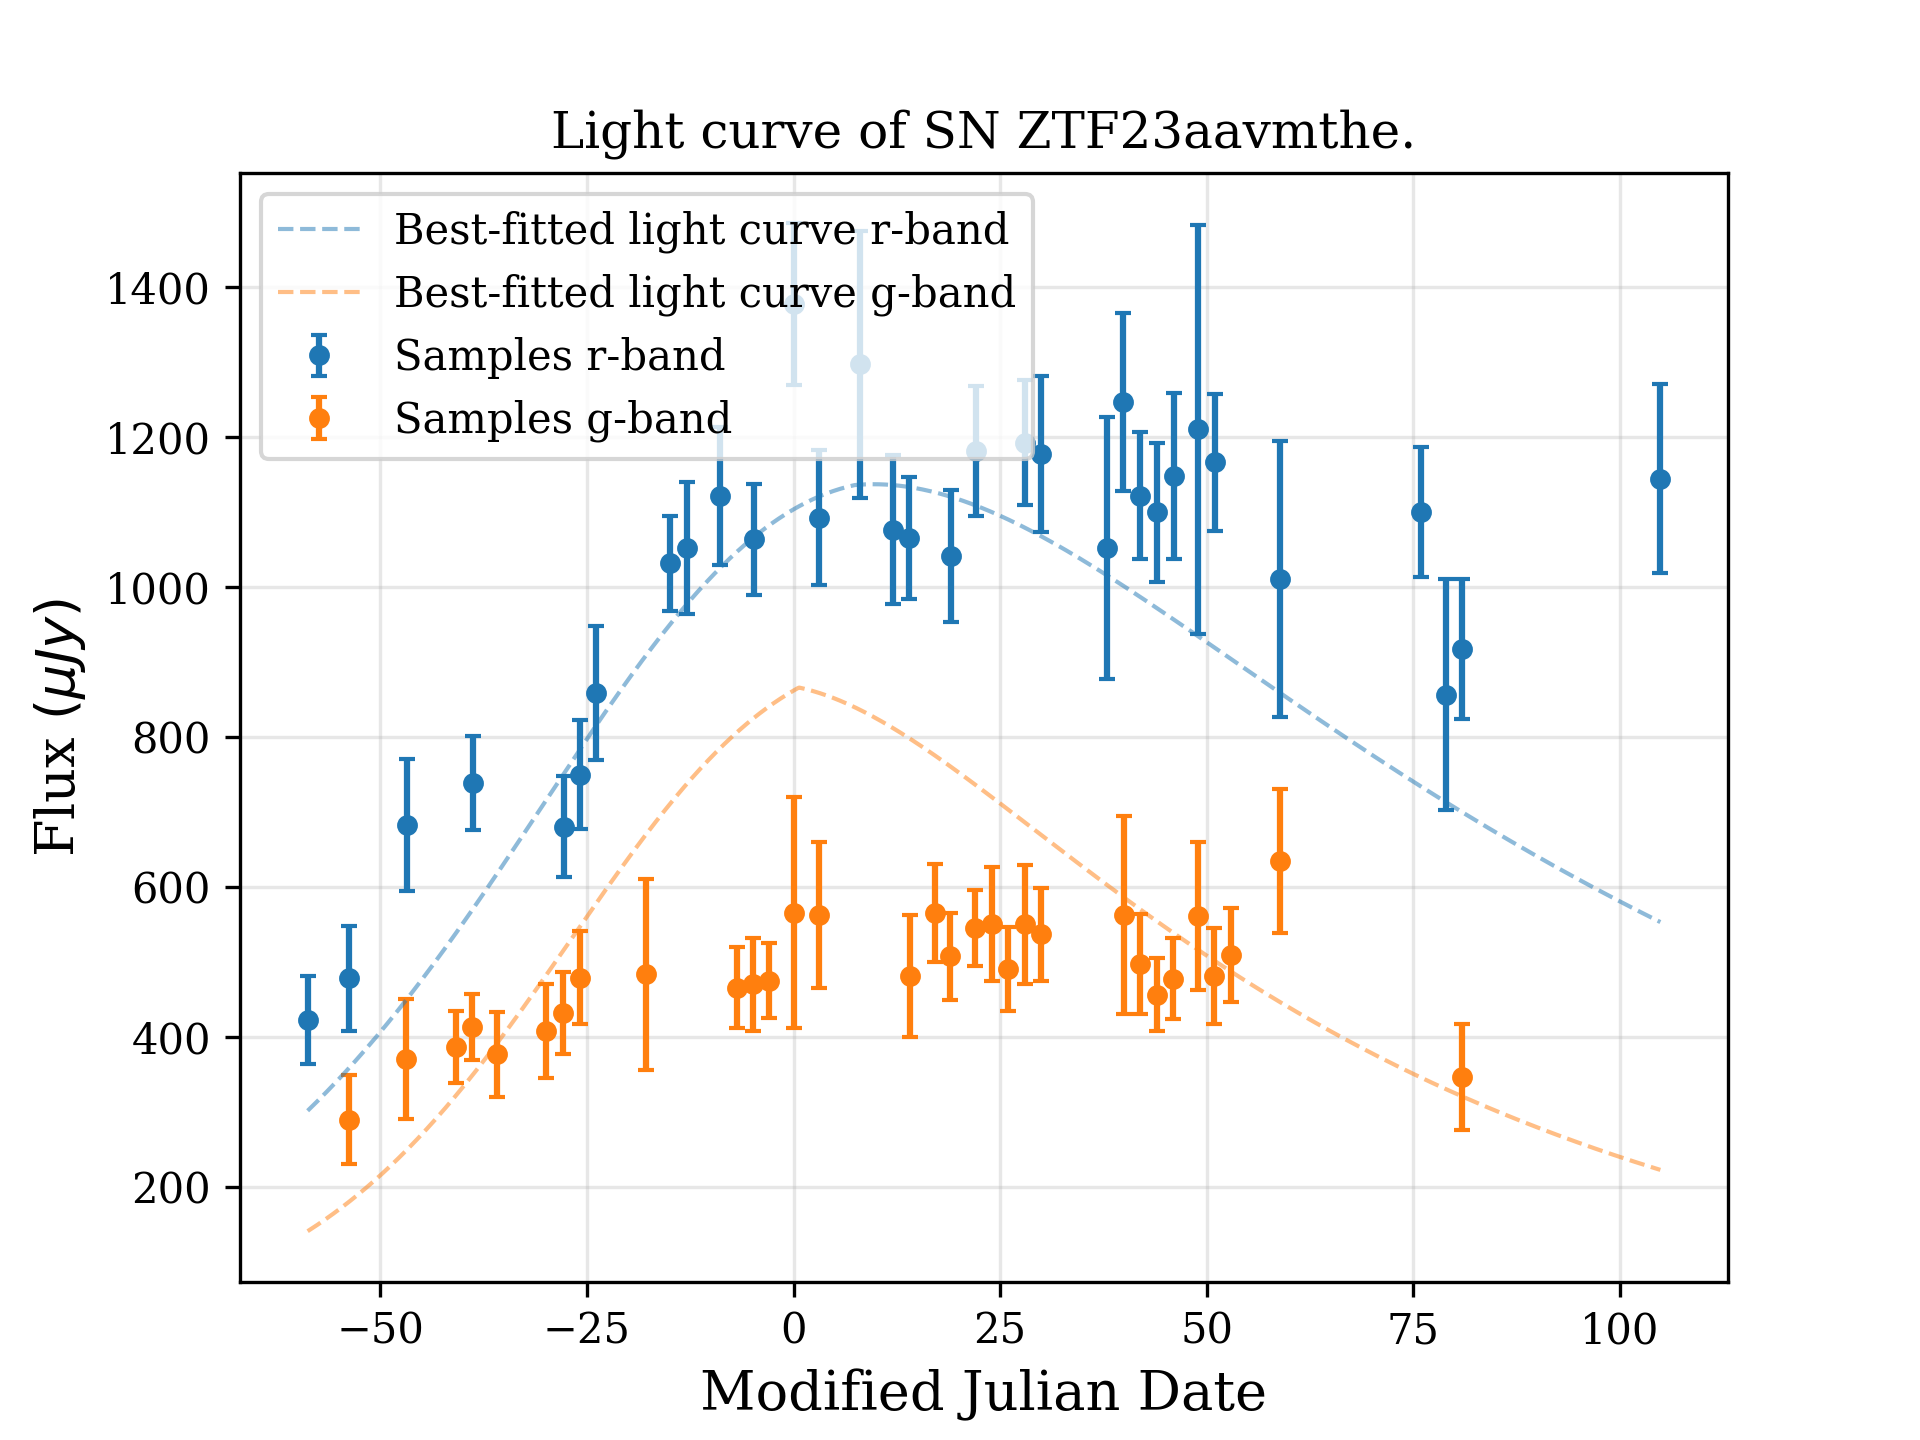 Light curve of SN ZTF23aavmthe.
Best-fitted light curve r-band
Best-fitted light curve g-band
Samples r-band
Samples g-band
Flux (μJy)
1400
1200
1000
800
600
400
200
−50
−25
0
25
50
75
100
Modified Julian Date